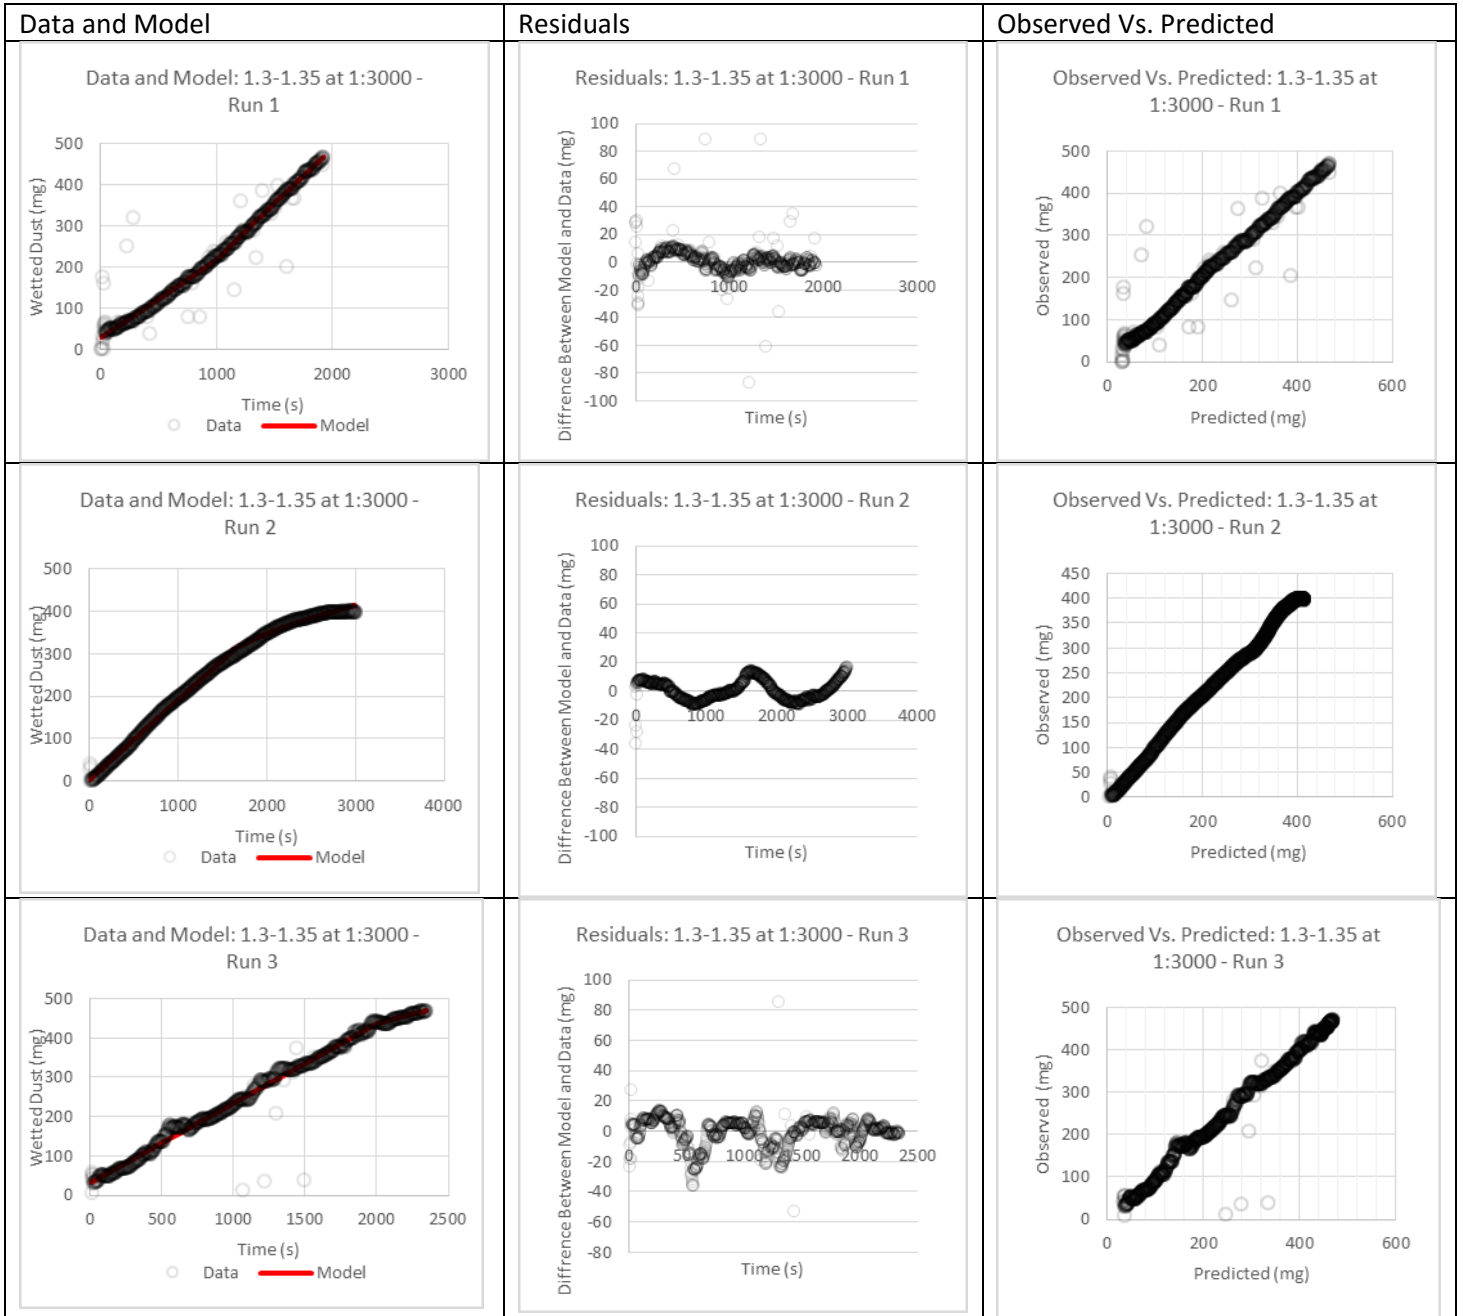 Data and Model
Residuals
Observed Vs. Predicted
Data and Model: 1.3-1.35 at 1:3000 -
Run 1
500
400
300
200
100
0
0 1000 2000 3000
Wetted Dust (mg)
Time (s)
Data Model
Residuals: 1.3-1.35 at 1:3000 - Run 1
100
80
60
40
20
0
-20
-40
-60
-80
-100
0 1000 2000 3000
Diffrence Between Model and Data (mg)
Time (s)
Observed Vs. Predicted: 1.3-1.35 at
1:3000 - Run 1
500
400
300
200
100
0
0 200 400 600
Observed (mg)
Predicted (mg)
Data and Model: 1.3-1.35 at 1:3000 -
Run 2
500
400
300
200
100
0
0 1000 2000 3000 4000
Wetted Dust (mg)
Time (s)
Data Model
Residuals: 1.3-1.35 at 1:3000 - Run 2
100
80
60
40
20
0
-20
-40
-60
-80
-100
0 1000 2000 3000 4000
Diffrence Between Model and Data (mg)
Time (s)
Observed Vs. Predicted: 1.3-1.35 at
1:3000 - Run 2
450
400
350
300
250
200
150
100
50
0
0 200 400 600
Observed (mg)
Predicted (mg)
Data and Model: 1.3-1.35 at 1:3000 -
Run 3
500
400
300
200
100
0
0 500 1000 1500 2000 2500
Wetted Dust (mg)
Time (s)
Data Model
Residuals: 1.3-1.35 at 1:3000 - Run 3
100
80
60
40
20
0
-20
-40
-60
-80
0 500 1000 1500 2000 2500
Diffrence Between Model and Data (mg)
Time (s)
Observed Vs. Predicted: 1.3-1.35 at
1:3000 - Run 3
500
400
300
200
100
0
0 200 400 600
Observed (mg)
Predicted (mg)